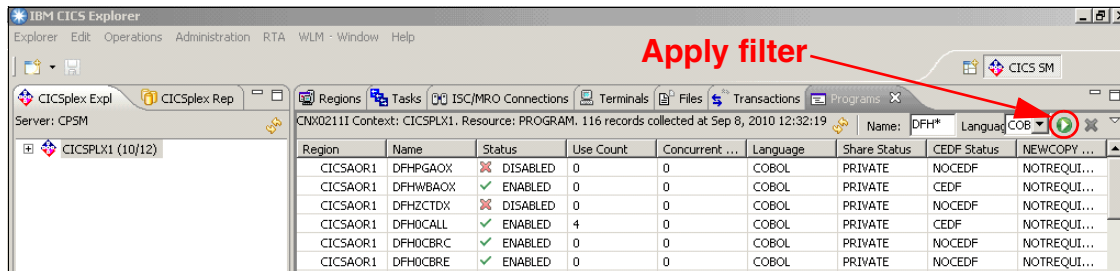 IBM CICS Explorer
Explorer Edit Operations Administration RTA WLM - Window Help
Apply filter
CICS SM
CICSplex Expl CICSplex Rep Regions Tasks ISC/MRO Connections Terminals Files Transactions Programs
Server: CPSM CNX0211I Context: CICSPLX1. Resource: PROGRAM. 116 records collected at Sep 8, 2010 12:32:19 Name: DFH* Languag COB
CICSPLX1 (10/12)
Region Name Status Use Count Concurrent ... Language Share Status CEDF Status NEWCOPY ...
CICSAOR1 DFHPGAOX DISABLED 0 0 COBOL PRIVATE NOCEDF NOTREQUI...
CICSAOR1 DFHWBAOX ENABLED 0 0 COBOL PRIVATE CEDF NOTREQUI...
CICSAOR1 DFHZCTDX DISABLED 0 0 COBOL PRIVATE NOCEDF NOTREQUI...
CICSAOR1 DFH0CALL ENABLED 4 0 COBOL PRIVATE CEDF NOTREQUI...
CICSAOR1 DFH0CBRC ENABLED 0 0 COBOL PRIVATE NOCEDF NOTREQUI...
CICSAOR1 DFH0CBRE ENABLED 0 0 COBOL PRIVATE NOCEDF NOTREQUI...